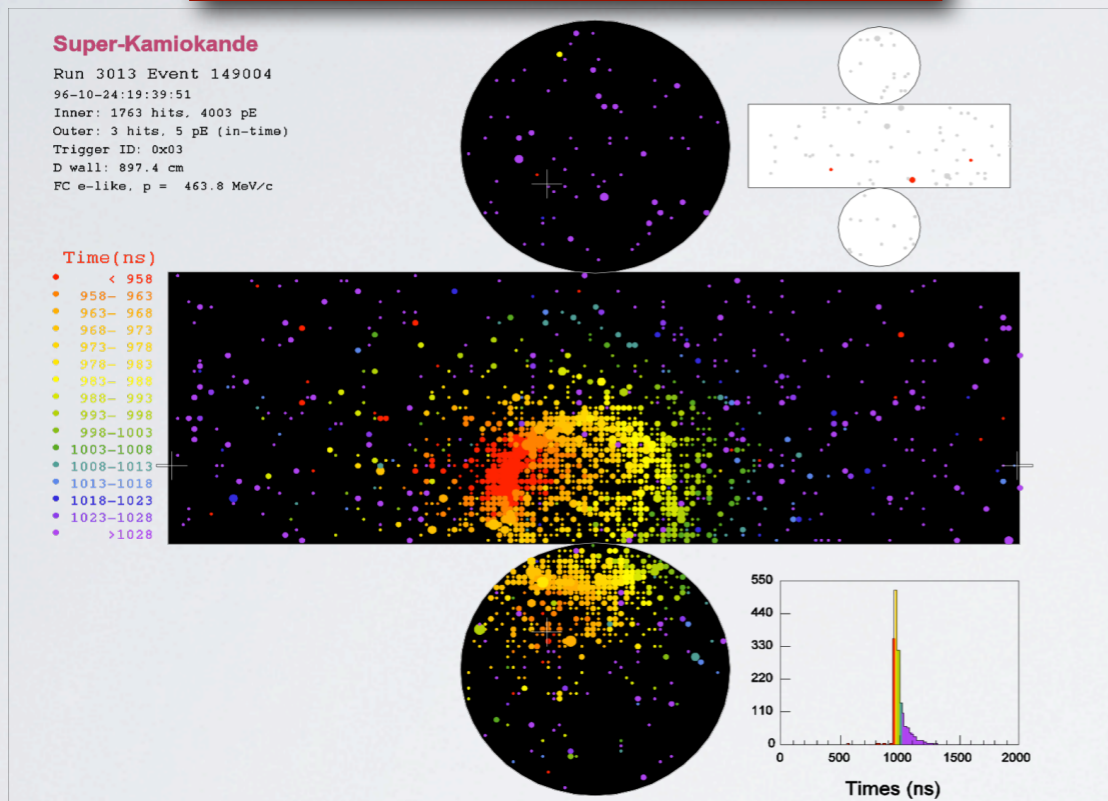 Super-Kamiokande
Run 3013 Event 149004
96-10-24:19:39:51
Inner: 1763 hits, 4003 pE
Outer: 3 hits, 5 pE (in-time)
Trigger ID: 0x03
D wall: 897.4 cm
FC e-like, p = 463.8 MeV/c
Time(ns)
< 958
958- 963
963- 968
968- 973
973- 978
978- 983
983- 988
988- 993
993- 998
998-1003
1003-1008
1008-1013
1013-1018
1018-1023
1023-1028
>1028
550
440
330
220
110
0
0 500 1000 1500 2000
Times (ns)